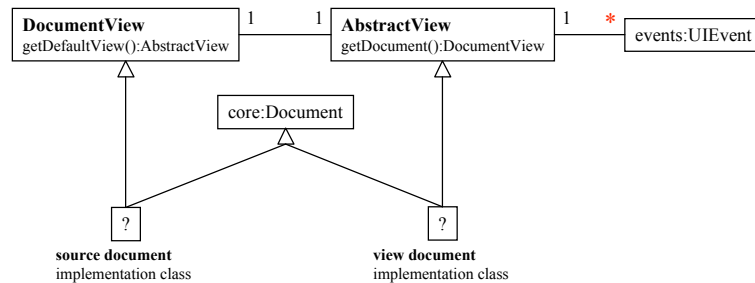 DocumentView
getDefaultView():AbstractView
1
1
AbstractView
getDocument():DocumentView
1
*
events:UIEvent
core:Document
?
?
source document
implementation class
view document
implementation class